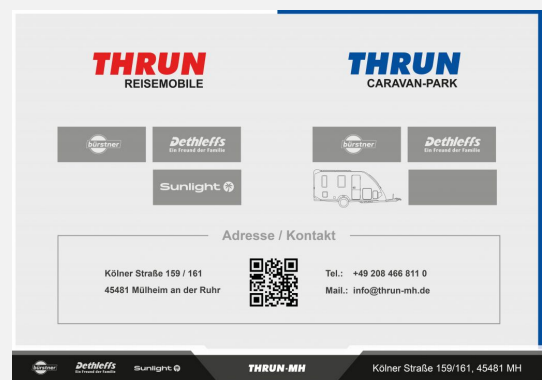 THRUN
REISEMOBILE
THRUN
CARAVAN-PARK
bürstner
Dethleffs
Ein Freund der Familie
bürstner
Dethleffs
Ein Freund der Familie
Sunlight
Adresse / Kontakt
Kölner Straße 159 / 161
45481 Mülheim an der Ruhr
Tel.: +49 208 466 811 0
Mail.: info@thrun-mh.de
bürstner
Dethleffs
Ein Freund der Familie
Sunlight
THRUN-MH
Kölner Straße 159/161, 45481 MH